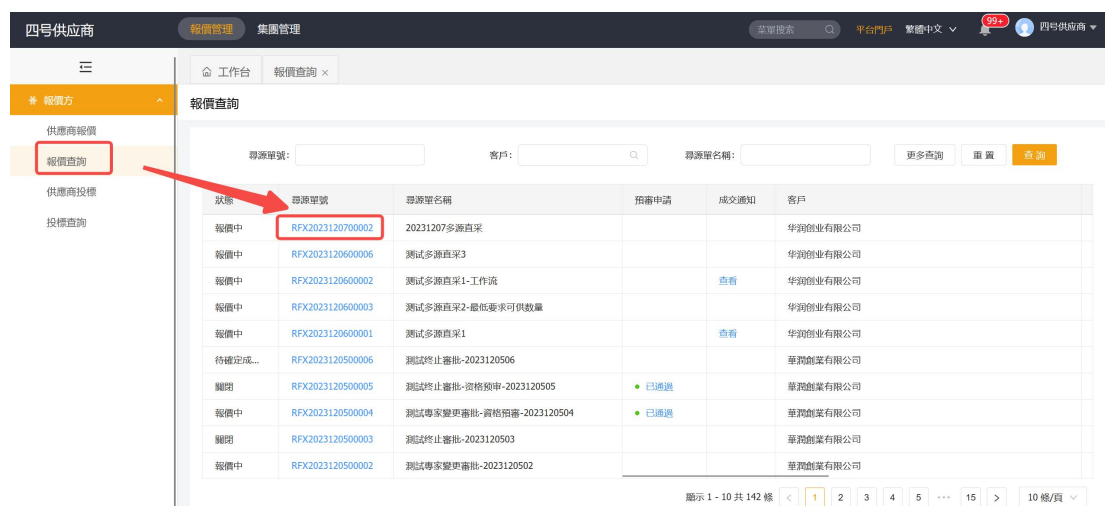 四号供应商 報價管理 集團管理 菜單搜索 平台門戶 繁體中文 99+ 四号供应商
工作台 報價查詢 ×
報價方
供應商報價
報價查詢
供應商投標
投標查詢
報價查詢
尋源單號: 客戶: 尋源單名稱: 更多查詢 重置 查詢
狀態 尋源單號 尋源單名稱 預審申請 成交通知 客戶
報價中 RFX2023120700002 20231207多源直采 华润创业有限公司
報價中 RFX2023120600006 测试多源直采3 华润创业有限公司
報價中 RFX2023120600002 测试多源直采1-工作流 查看 华润创业有限公司
報價中 RFX2023120600003 测试多源直采2-最低要求可供数量 华润创业有限公司
報價中 RFX2023120600001 测试多源直采1 查看 华润创业有限公司
待確定成... RFX2023120500006 測試终止審批-2023120506 華潤創業有限公司
關閉 RFX2023120500005 測試终止審批-资格预审-2023120505 已通過 華潤創業有限公司
報價中 RFX2023120500004 測試專家變更審批-資格預審-2023120504 已通過 華潤創業有限公司
關閉 RFX2023120500003 測試终止審批-2023120503 華潤創業有限公司
報價中 RFX2023120500002 測試專家變更審批-2023120502 華潤創業有限公司
顯示 1 - 10 共 142 條 < 1 2 3 4 5 ··· 15 > 10 條/頁